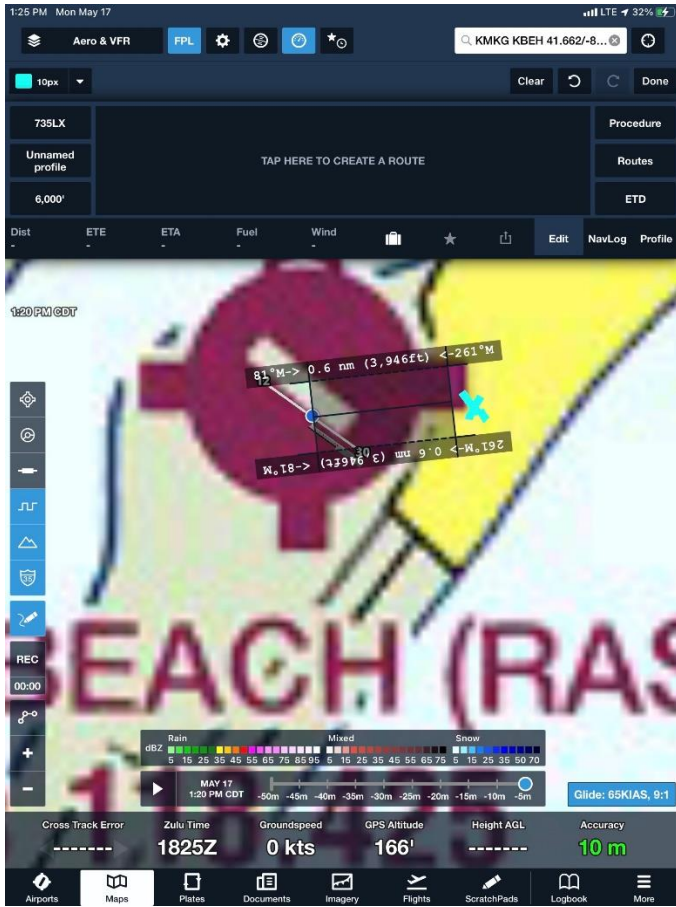 1:25 PM Mon May 17
LTE 32%
Aero & VFR FPL KMKG KBEH 41.662/-8...
10px Clear Done
735LX Procedure
Unnamed profile TAP HERE TO CREATE A ROUTE Routes
6,000' ETD
Dist ETE ETA Fuel Wind Edit NavLog Profile
- - - - -
1:20 PM CDT
81°M-> 0.6 nm (3,946ft) <-261°M
12
30
261°M-> 0.6 nm (3,946ft) <-81°M
35
BEACH (RAS
REC
00:00
118.425
Rain Mixed Snow
dBZ 5 15 25 35 45 55 65 75 85 95 5 15 25 35 45 55 65 75 5 15 25 35 50 70
MAY 17
1:20 PM CDT -50m -45m -40m -35m -30m -25m -20m -15m -10m -5m
Glide: 65KIAS, 9:1
Cross Track Error Zulu Time Groundspeed GPS Altitude Height AGL Accuracy
------- 1825Z 0 kts 166' ------- 10 m
Airports Maps Plates Documents Imagery Flights ScratchPads Logbook More